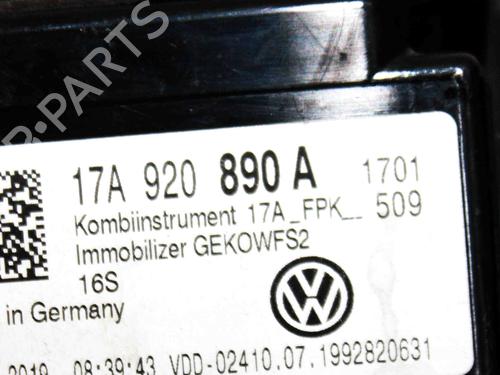 17A 920 890 A 1701
Kombiinstrument 17A_FPK__ 509
Immobilizer GEKOWFS2
16S
in Germany
2019 08:39:43 VDD-02410.07.1992820631
B-PARTS